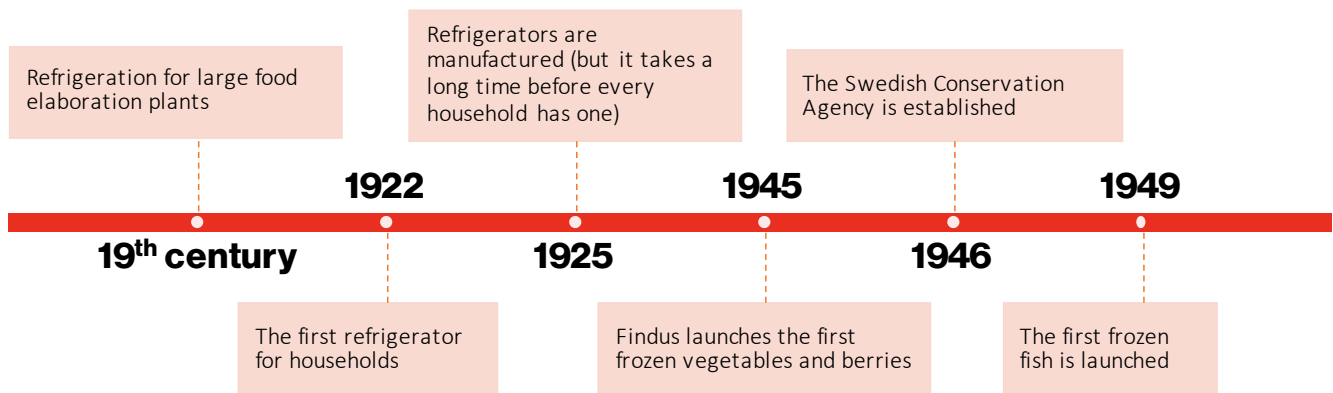 Refrigeration for large food
elaboration plants
Refrigerators are
manufactured (but it takes a
long time before every
household has one)
The Swedish Conservation
Agency is established
1922
1945
1949
19th century
1925
1946
The first refrigerator
for households
Findus launches the first
frozen vegetables and berries
The first frozen
fish is launched